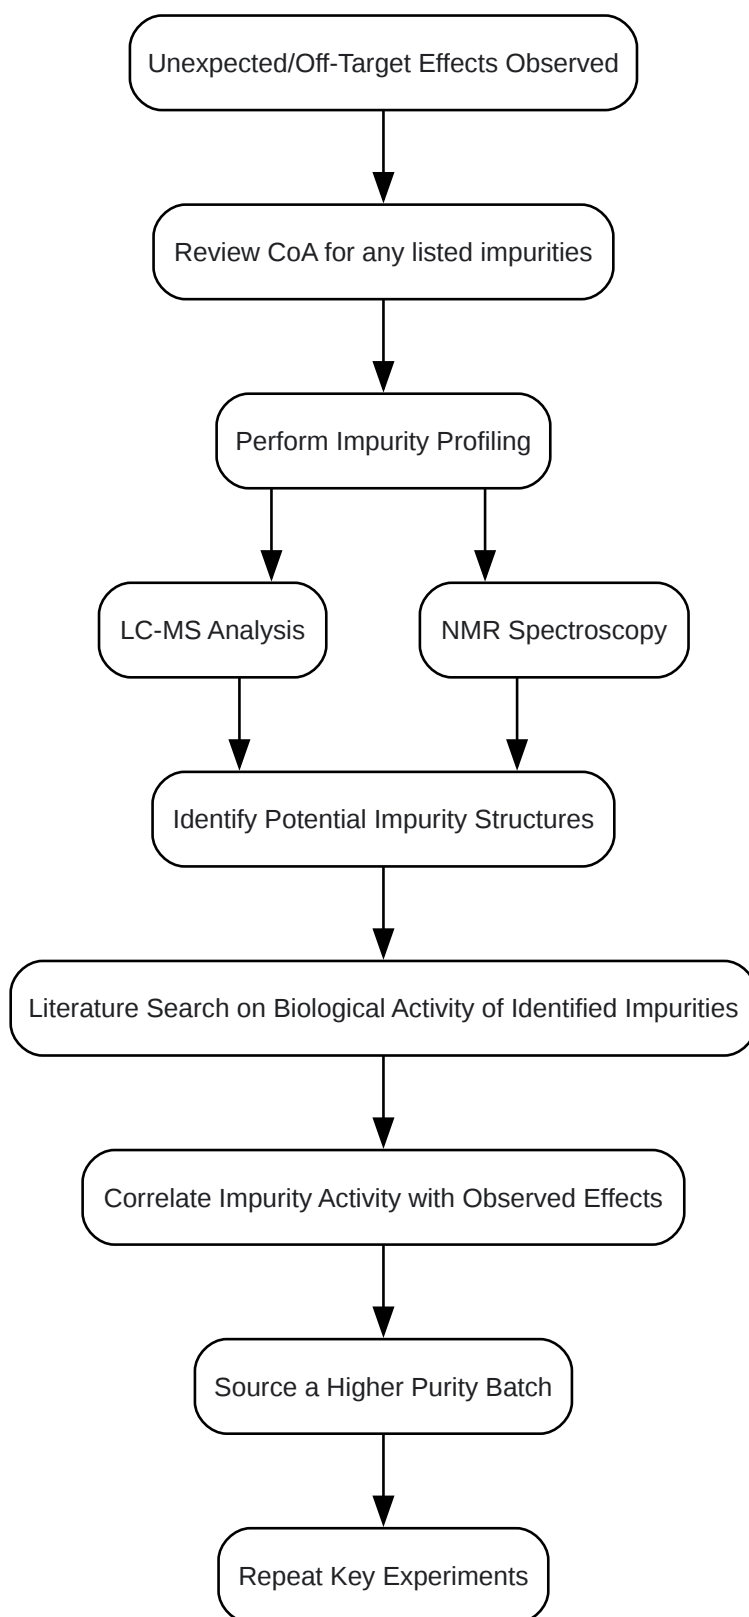 Unexpected/Off-Target Effects Observed
Review CoA for any listed impurities
Perform Impurity Profiling
LC-MS Analysis
NMR Spectroscopy
Identify Potential Impurity Structures
Literature Search on Biological Activity of Identified Impurities
Correlate Impurity Activity with Observed Effects
Source a Higher Purity Batch
Repeat Key Experiments